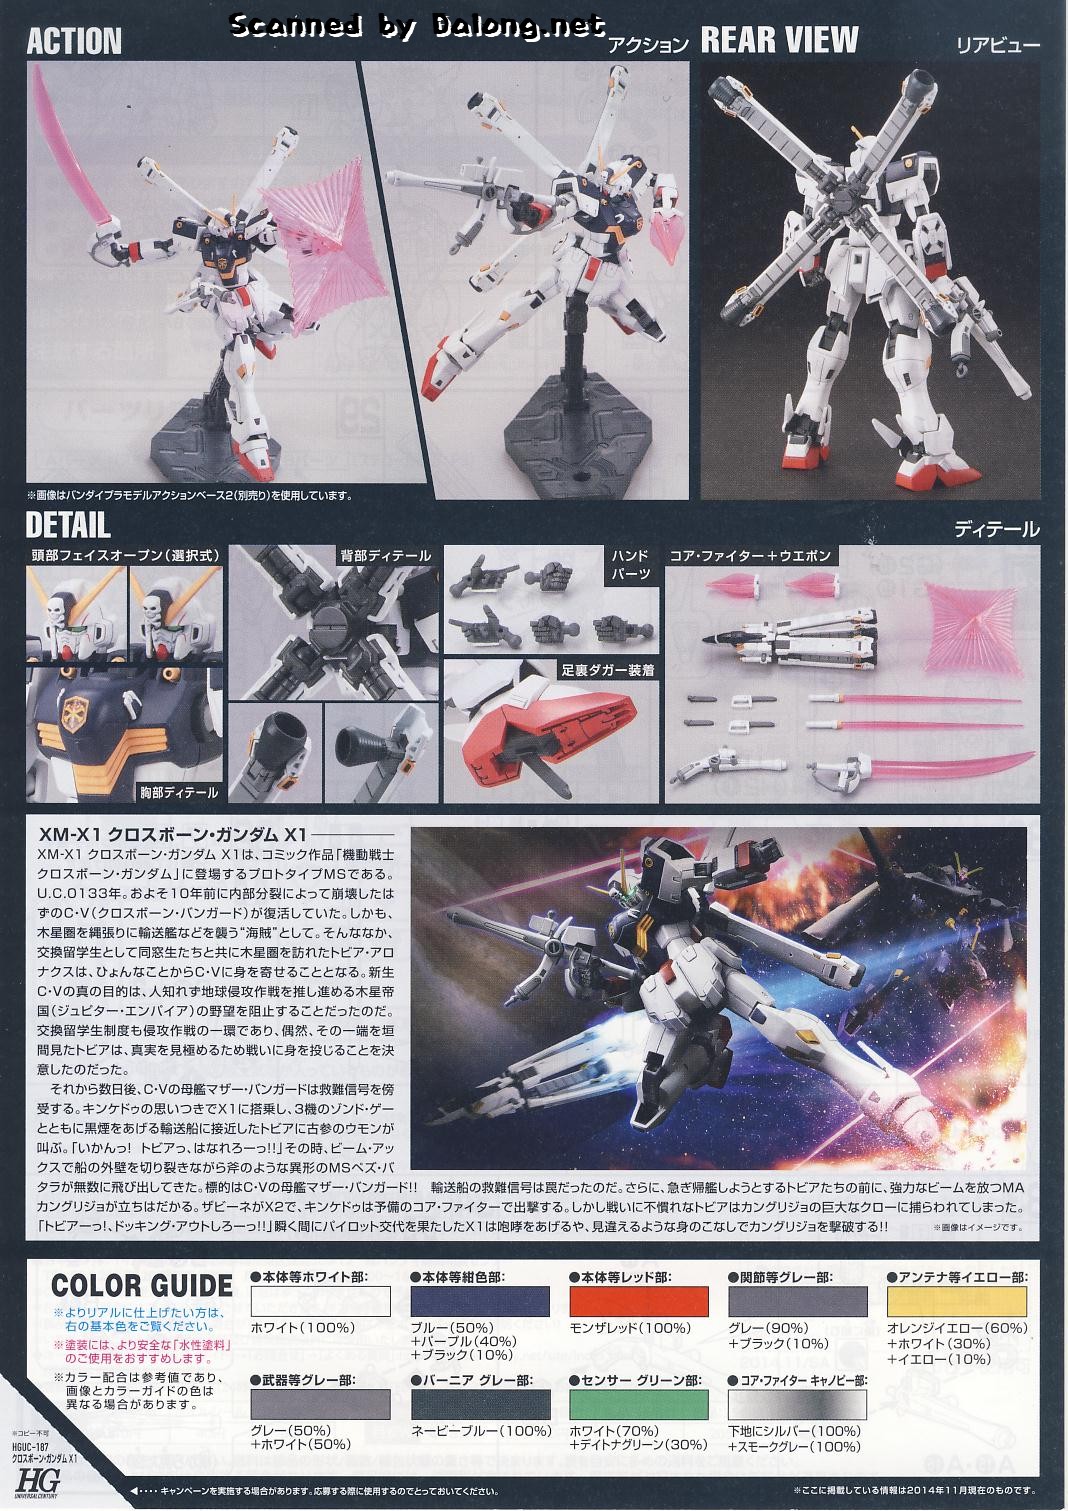 Scanned by Dalong.net
ACTION
アクション
REAR VIEW
リアビュー
※画像はバンダイプラモデルアクションベース2(別売り)を使用しています。
DETAIL
ディテール
頭部フェイスオープン(選択式)
背部ディテール
ハンド
パーツ
コア・ファイター+ウエポン
足裏ダガー装着
胸部ディテール
XM-X1 クロスボーン・ガンダム X1
XM-X1 クロスボーン・ガンダム X1は、コミック作品「機動戦士
クロスボーン・ガンダム」に登場するプロトタイプMSである。
U.C.0133年。およそ10年前に内部分裂によって崩壊したは
ずのC・V(クロスボーン・バンガード)が復活していた。しかも、
木星圏を縄張りに輸送艦などを襲う“海賊”として。そんななか、
交換留学生として同窓生たちと共に木星圏を訪れたトビア・アロ
ナクスは、ひょんなことからC・Vに身を寄せることとなる。新生
C・Vの真の目的は、人知れず地球侵攻作戦を推し進める木星帝
国(ジュピター・エンパイア)の野望を阻止することだったのだ。
交換留学生制度も侵攻作戦の一環であり、偶然、その一端を垣
間見たトビアは、真実を見極めるため戦いに身を投じることを決
意したのだった。
それから数日後、C・Vの母艦マザー・バンガードは救難信号を傍
受する。キンケドゥの思いつきでX1に搭乗し、3機のゾンド・ゲー
とともに黒煙をあげる輸送船に接近したトビアに古参のウモンが
叫ぶ。「いかんっ! トビアっ、はなれろーっ!!」その時、ビーム・アッ
クスで船の外壁を切り裂きながら斧のような異形のMSペズ・バ
タラが無数に飛び出してきた。標的はC・Vの母艦マザー・バンガード!! 輸送船の救難信号は罠だったのだ。さらに、急ぎ帰艦しようとするトビアたちの前に、強力なビームを放つMA
カングリジョが立ちはだかる。ザビーネがX2で、キンケドゥは予備のコア・ファイターで出撃する。しかし戦いに不慣れなトビアはカングリジョの巨大なクローに捕らわれてしまった。
「トビアーっ!、ドッキング・アウトしろーっ!!」瞬く間にパイロット交代を果たしたX1は咆哮をあげるや、見違えるような身のこなしでカングリジョを撃破する!!
※画像はイメージです。
COLOR GUIDE
※よりリアルに仕上げたい方は、
右の基本色をご覧ください。
※塗装には、より安全な「水性塗料」
のご使用をおすすめします。
※カラー配合は参考値であり、
画像とカラーガイドの色は
異なる場合があります。
●本体等ホワイト部:
ホワイト(100%)
●本体等紺色部:
ブルー(50%)
+パープル(40%)
+ブラック(10%)
●本体等レッド部:
モンザレッド(100%)
●関節等グレー部:
グレー(90%)
+ブラック(10%)
●アンテナ等イエロー部:
オレンジイエロー(60%)
+ホワイト(30%)
+イエロー(10%)
●武器等グレー部:
グレー(50%)
+ホワイト(50%)
●バーニア グレー部:
ネービーブルー(100%)
●センサー グリーン部:
ホワイト(70%)
+デイトナグリーン(30%)
●コア・ファイター キャノピー部:
下地にシルバー(100%)
+スモークグレー(100%)
※コピー不可
HGUC-187
クロスボーン・ガンダム X1
HG
UNIVERSAL CENTURY
◀‥‥キャンペーンを実施する場合があります。応募する際に使用するのでとっておいてください。
※ここに掲載している情報は2014年11月現在のものです。